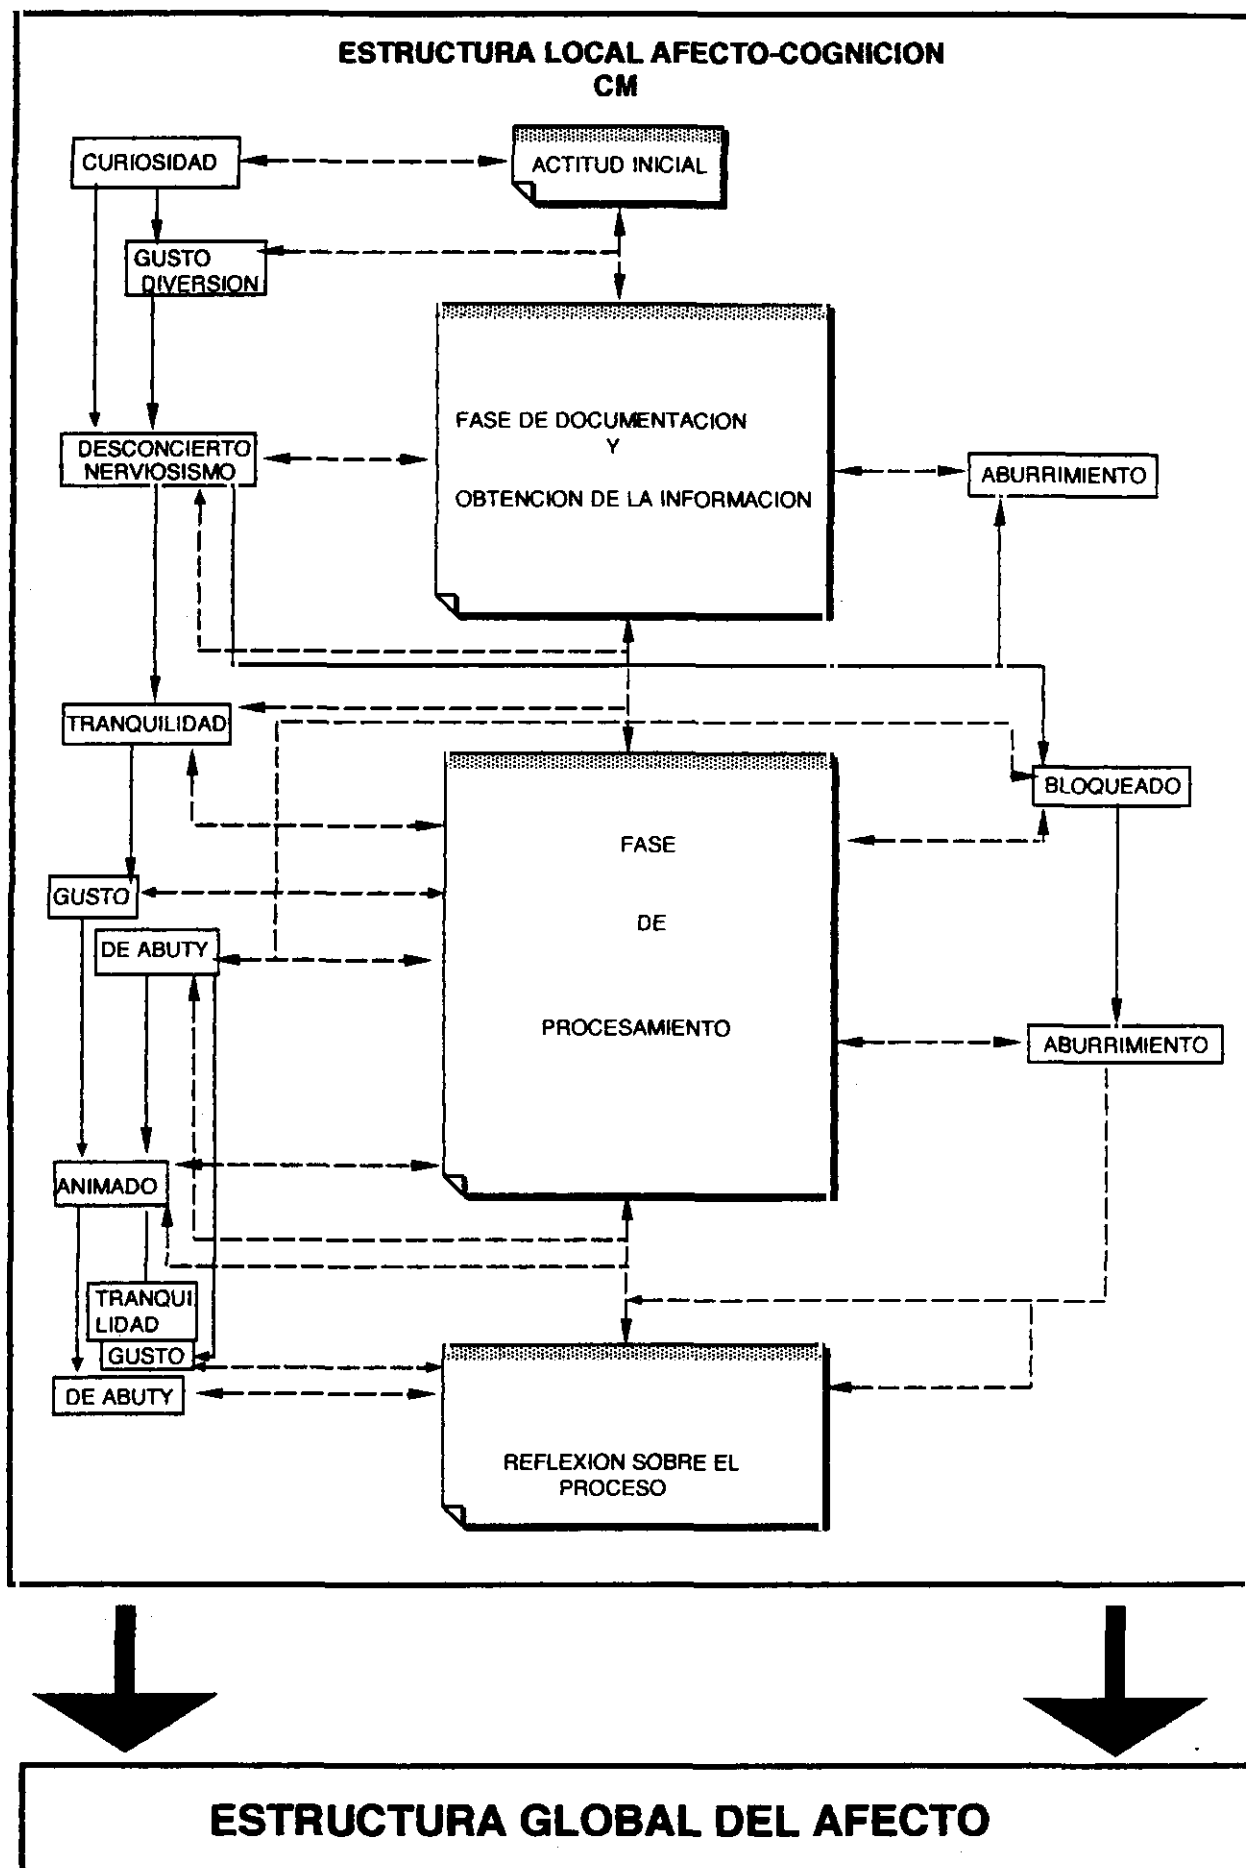 ESTRUCTURA LOCAL AFECTO-COGNICION
CM
CURIOSIDAD
ACTITUD INICIAL
GUSTO
DIVERSION
FASE DE DOCUMENTACION
Y
OBTENCION DE LA INFORMACION
DESCONCIERTO
NERVIOSISMO
ABURRIMIENTO
TRANQUILIDAD
BLOQUEADO
FASE
DE
PROCESAMIENTO
GUSTO
DE ABUTY
ABURRIMIENTO
ANIMADO
TRANQUI
LIDAD
GUSTO
DE ABUTY
REFLEXION SOBRE EL
PROCESO
ESTRUCTURA GLOBAL DEL AFECTO